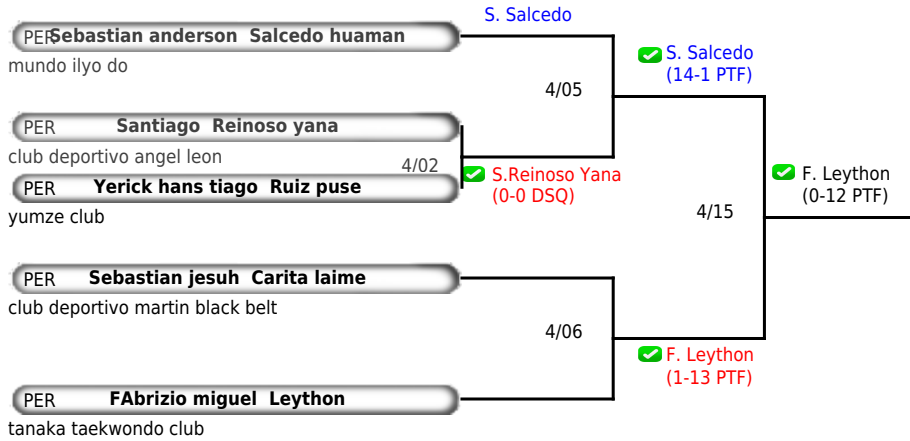 S. Salcedo
PER Sebastian anderson Salcedo huaman
mundo ilyo do
S. Salcedo
(14-1 PTF)
4/05
PER Santiago Reinoso yana
club deportivo angel leon
4/02
S.Reinoso Yana
(0-0 DSQ)
PER Yerick hans tiago Ruiz puse
yumze club
F. Leython
(0-12 PTF)
4/15
PER Sebastian jesuh Carita laime
club deportivo martin black belt
4/06
F. Leython
(1-13 PTF)
PER FAbrizio miguel Leython
tanaka taekwondo club